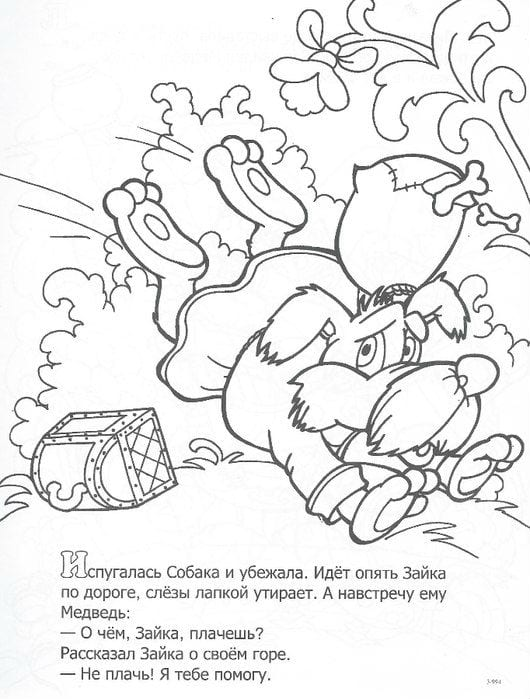 Испугалась Собака и убежала. Идёт опять Зайка
по дороге, слёзы лапкой утирает. А навстречу ему
Медведь:
— О чём, Зайка, плачешь?
Рассказал Зайка о своём горе.
— Не плачь! Я тебе помогу.